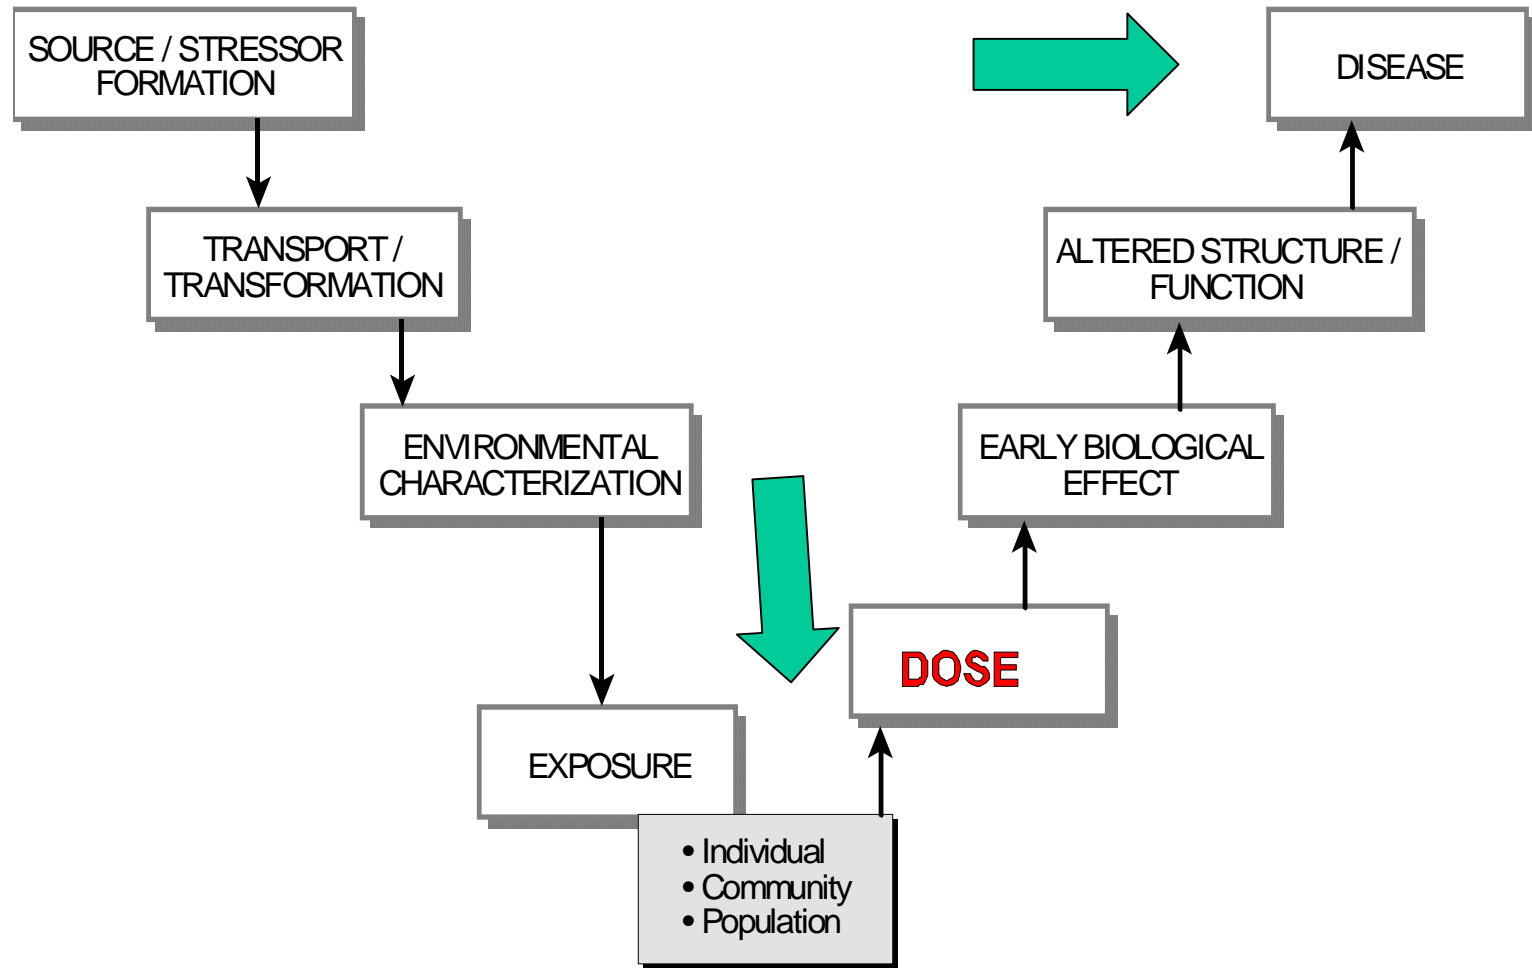 SOURCE / STRESSOR
FORMATION
TRANSPORT /
TRANSFORMATION
ENVIRONMENTAL
CHARACTERIZATION
EXPOSURE
• Individual
• Community
• Population
DOSE
EARLY BIOLOGICAL
EFFECT
ALTERED STRUCTURE /
FUNCTION
DISEASE